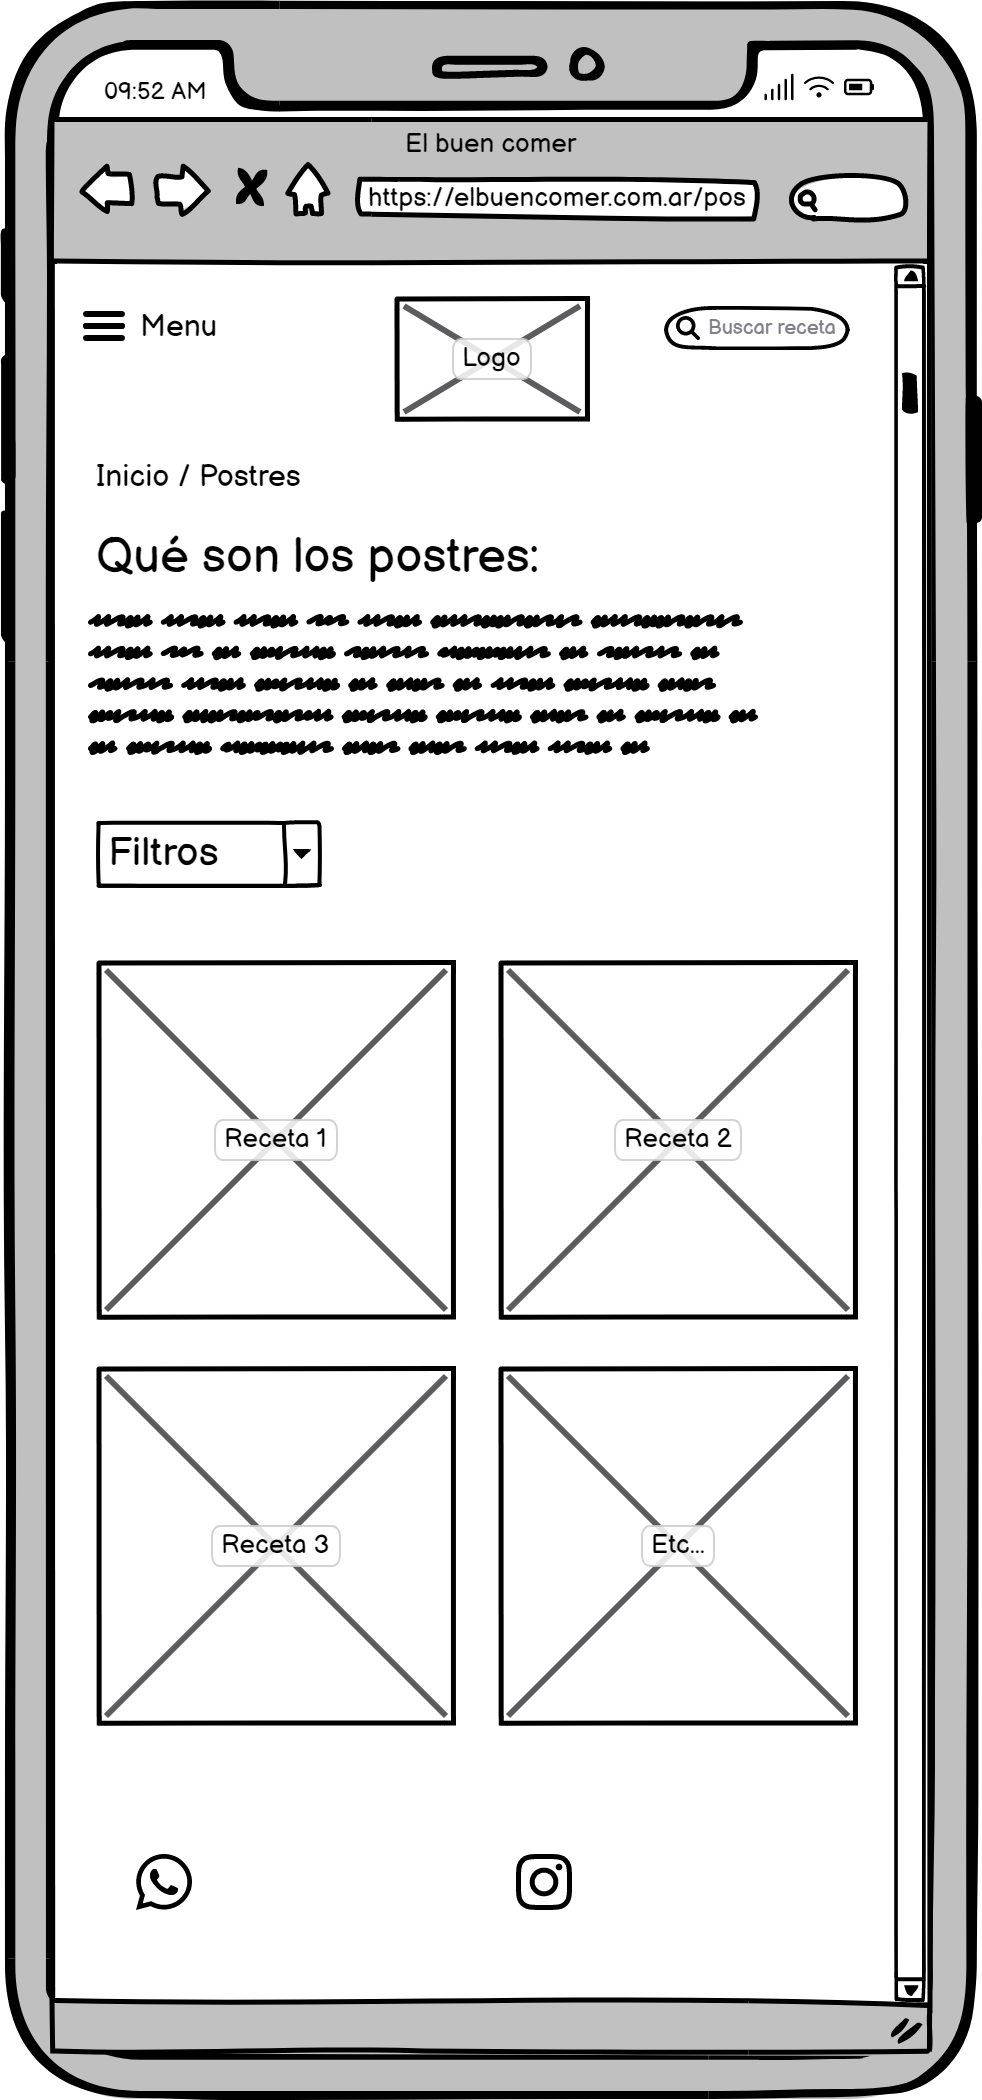 09:52 AM
El buen comer
https://elbuencomer.com.ar/pos
Menu
Logo
Buscar receta
Inicio / Postres
Qué son los postres:
Filtros
Receta 1
Receta 2
Receta 3
Etc...